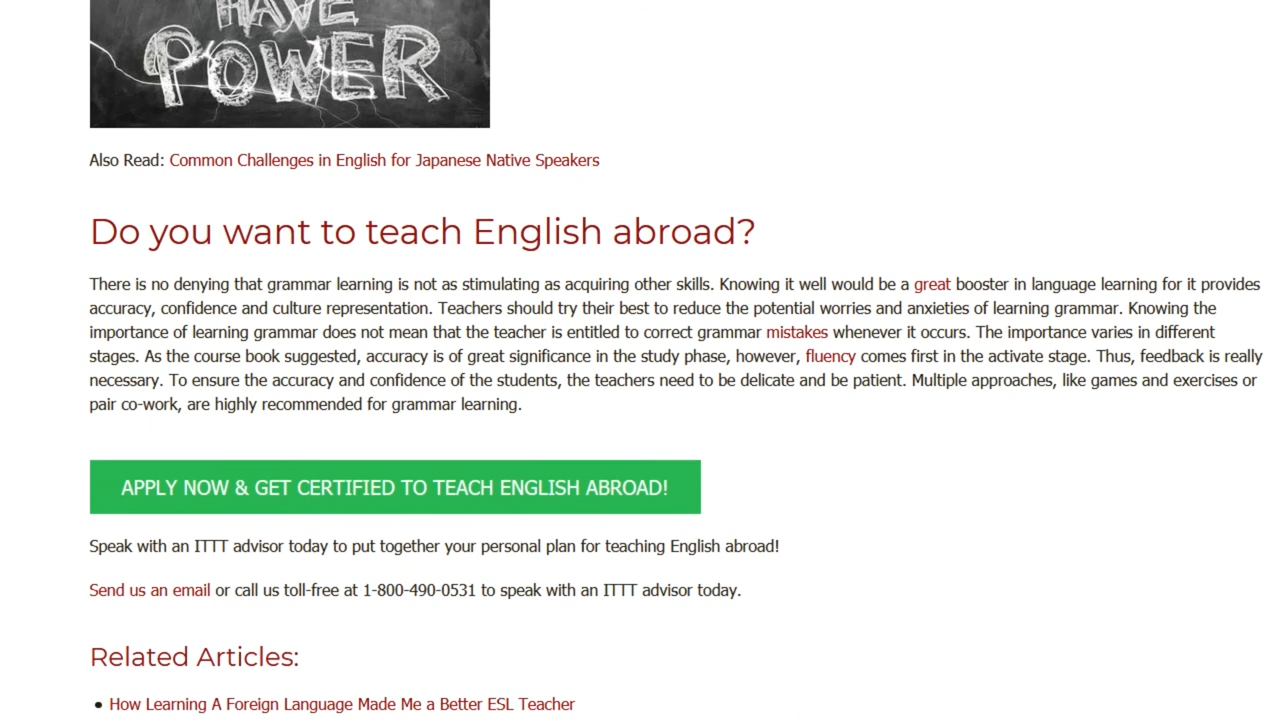 HAVE
POWER
Also Read: Common Challenges in English for Japanese Native Speakers
Do you want to teach English abroad?
There is no denying that grammar learning is not as stimulating as acquiring other skills. Knowing it well would be a great booster in language learning for it provides
accuracy, confidence and culture representation. Teachers should try their best to reduce the potential worries and anxieties of learning grammar. Knowing the
importance of learning grammar does not mean that the teacher is entitled to correct grammar mistakes whenever it occurs. The importance varies in different
stages. As the course book suggested, accuracy is of great significance in the study phase, however, fluency comes first in the activate stage. Thus, feedback is really
necessary. To ensure the accuracy and confidence of the students, the teachers need to be delicate and be patient. Multiple approaches, like games and exercises or
pair co-work, are highly recommended for grammar learning.
APPLY NOW & GET CERTIFIED TO TEACH ENGLISH ABROAD!
Speak with an ITTT advisor today to put together your personal plan for teaching English abroad!
Send us an email or call us toll-free at 1-800-490-0531 to speak with an ITTT advisor today.
Related Articles:
• How Learning A Foreign Language Made Me a Better ESL Teacher